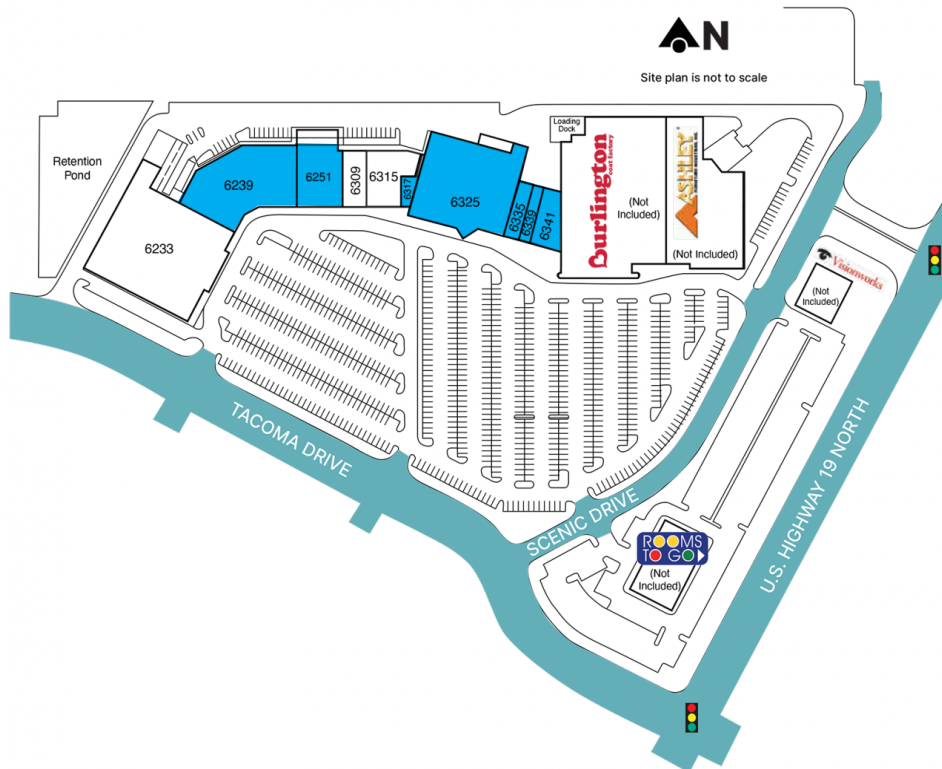 N
Site plan is not to scale
Loading
Dock
Retention
Pond
Burlington
coat factory
ASHLEY
(Not
Included)
(Not Included)
6239
6251
6309
6315
6317
6325
6335
6339
6341
6233
Visionworks
(Not
Included)
TACOMA DRIVE
SCENIC DRIVE
U.S. HIGHWAY 19 NORTH
ROOMS
TO GO
(Not
Included)